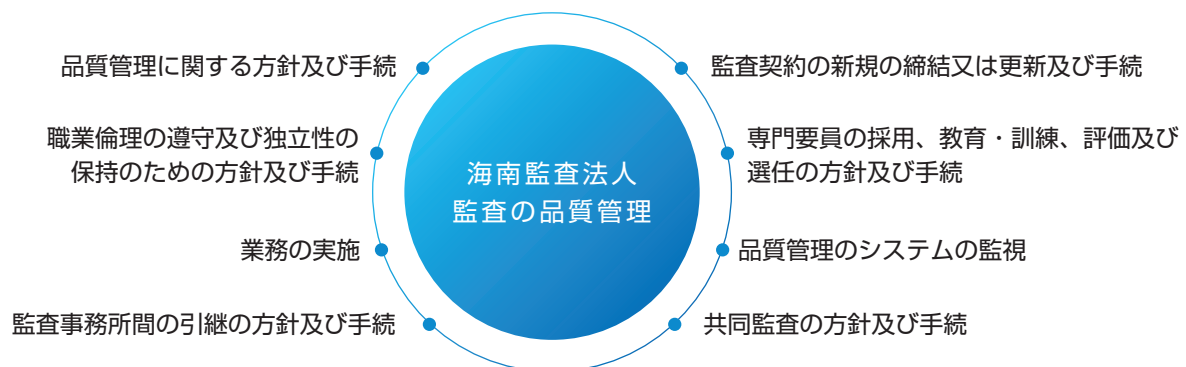 品質管理に関する方針及び手続
職業倫理の遵守及び独立性の
保持のための方針及び手続
業務の実施
監査事務所間の引継の方針及び手続
海南監査法人
監査の品質管理
監査契約の新規の締結又は更新及び手続
専門要員の採用、教育・訓練、評価及び
選任の方針及び手続
品質管理のシステムの監視
共同監査の方針及び手続